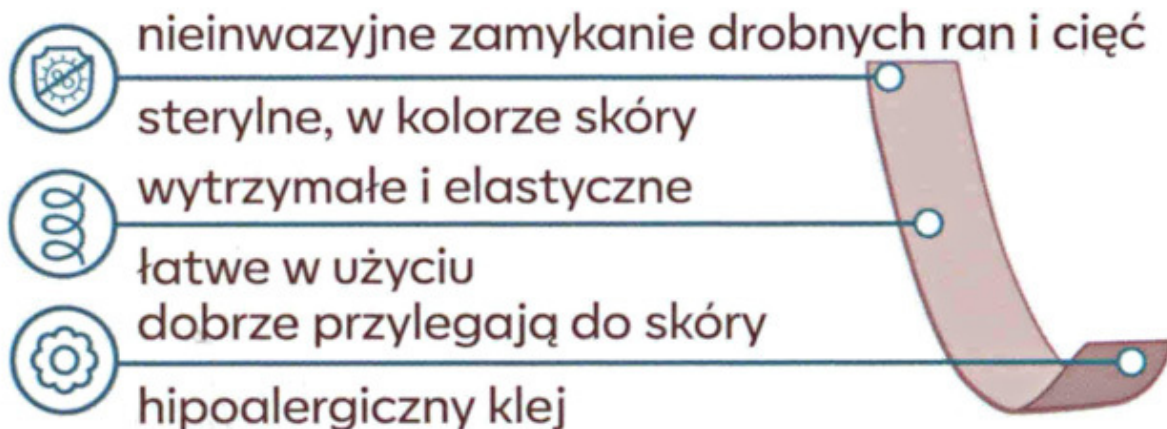 nieinwazyjne zamykanie drobnych ran i cięć
sterylne, w kolorze skóry
wytrzymałe i elastyczne
łatwe w użyciu
dobrze przylegają do skóry
hipoalergiczny klej